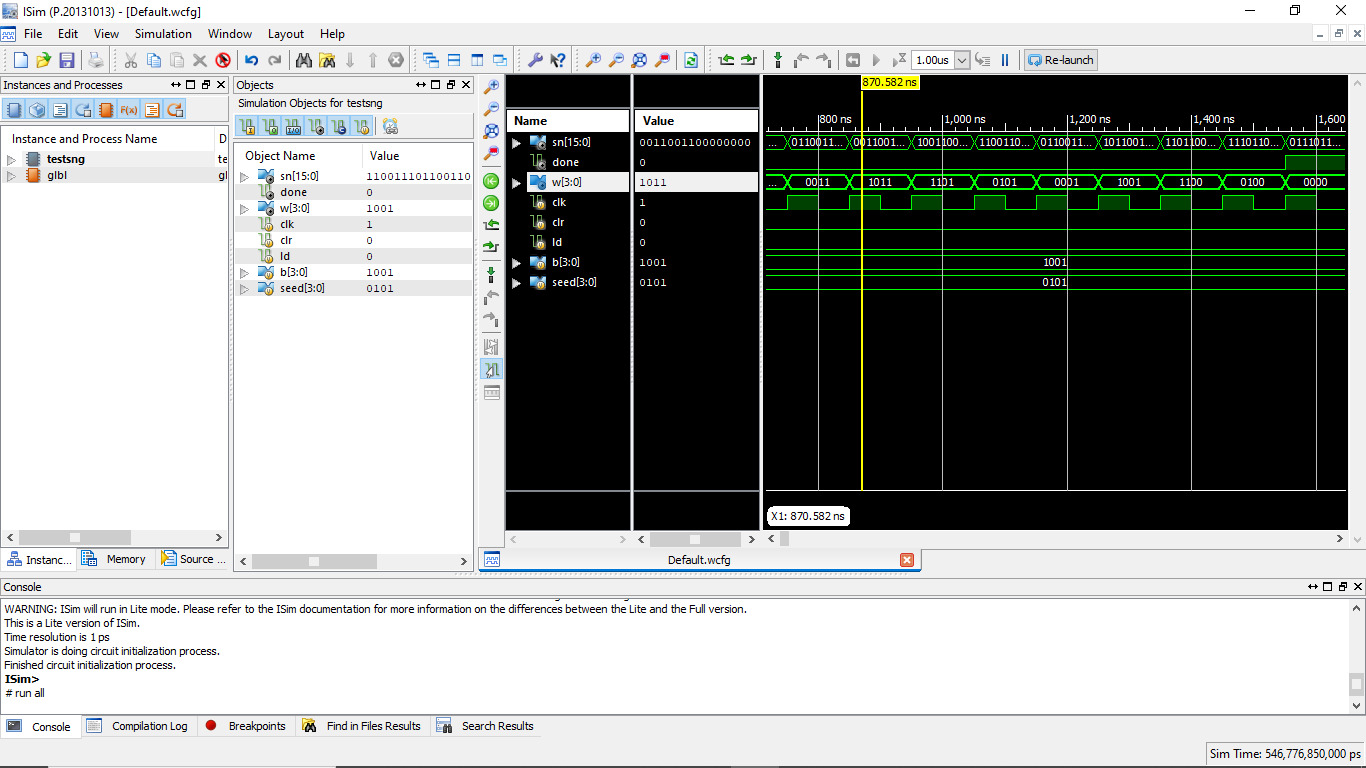 ISim (P.20131013) - [Default.wcfg]
File Edit View Simulation Window Layout Help
1.00us Re-launch
Instances and Processes
Instance and Process Name D
testsng te
glbl gl
Instanc... Memory Source ...
Objects
Simulation Objects for testsng
Object Name Value
sn[15:0] 110011101100110
done 0
w[3:0] 1001
clk 1
clr 0
ld 0
b[3:0] 1001
seed[3:0] 0101
Name Value
sn[15:0] 0011001100000000
done 0
w[3:0] 1011
clk 1
clr 0
ld 0
b[3:0] 1001
seed[3:0] 0101
870.582 ns
800 ns 1,000 ns 1,200 ns 1,400 ns 1,600
... 0110011... 0011001... 1001100... 1100110... 0110011... 1011001... 1101100... 1110110... 0111011...
... 0011 1011 1101 0101 0001 1001 1100 0100 0000
1001
0101
X1: 870.582 ns
Default.wcfg
Console
WARNING: ISim will run in Lite mode. Please refer to the ISim documentation for more information on the differences between the Lite and the Full version.
This is a Lite version of ISim.
Time resolution is 1 ps
Simulator is doing circuit initialization process.
Finished circuit initialization process.
ISim>
# run all
Console Compilation Log Breakpoints Find in Files Results Search Results
Sim Time: 546,776,850,000 ps